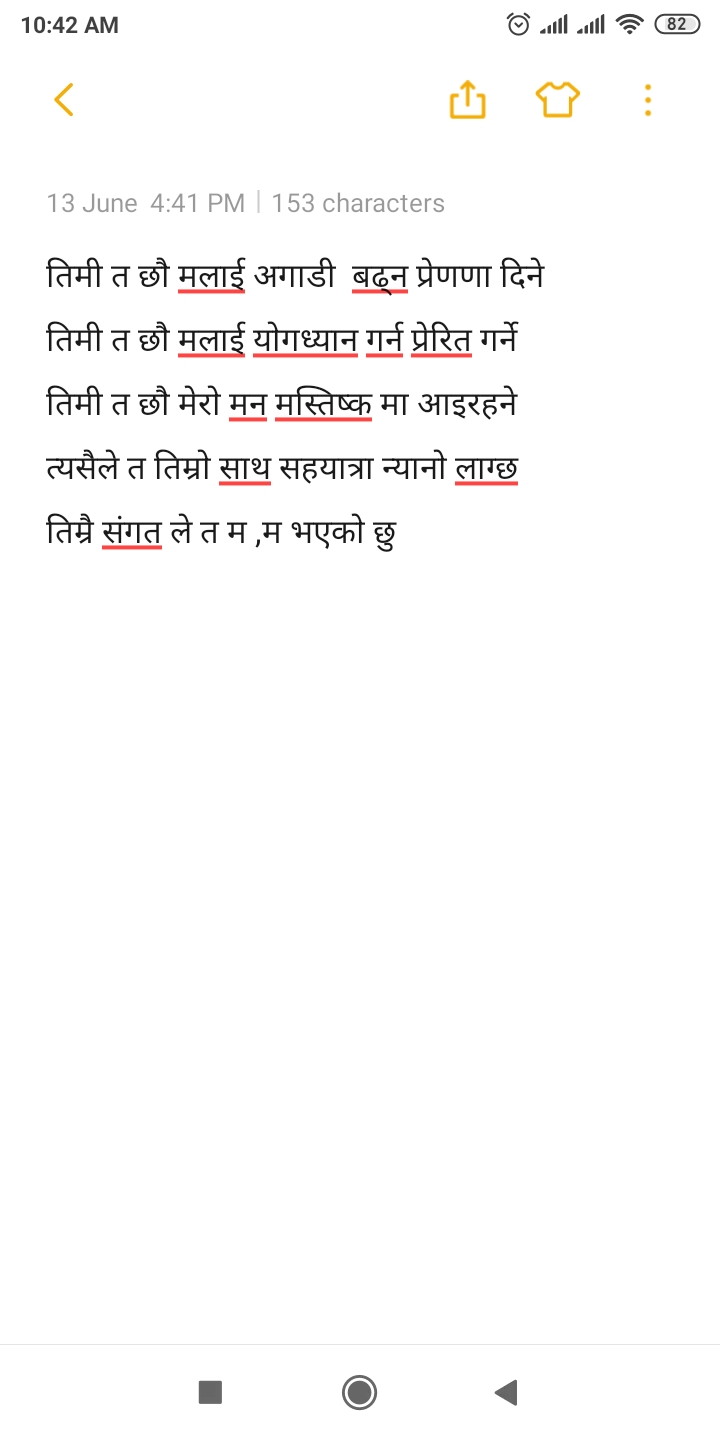 10:42 AM 82
13 June 4:41 PM | 153 characters
तिमी त छौ मलाई अगाडी  बढ्न प्रेणणा दिने
तिमी त छौ मलाई योगध्यान गर्न प्रेरित गर्ने
तिमी त छौ मेरो मन मस्तिष्क मा आइरहने
त्यसैले त तिम्रो साथ सहयात्रा न्यानो लाग्छ
तिम्रै संगत ले त म ,म भएको छु